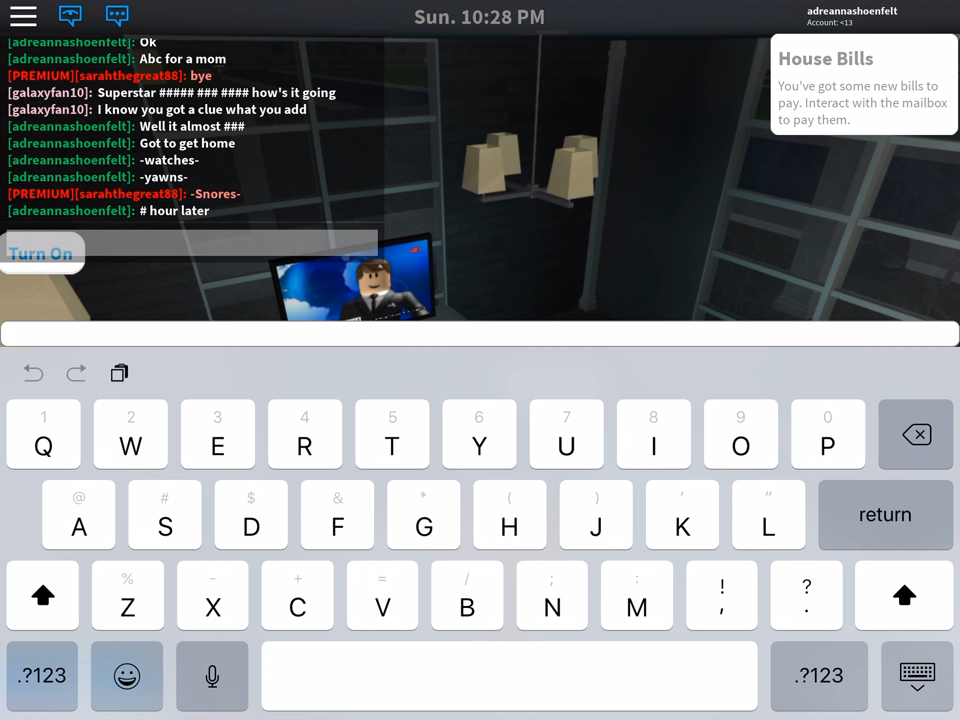 Sun. 10:28 PM
adreannashoenfelt
Account: <13
[adreannashoenfelt]: Ok
[adreannashoenfelt]: Abc for a mom
[PREMIUM][sarahthegreat88]: bye
[galaxyfan10]: Superstar ##### ### #### how's it going
[galaxyfan10]: I know you got a clue what you add
[adreannashoenfelt]: Well it almost ###
[adreannashoenfelt]: Got to get home
[adreannashoenfelt]: -watches-
[adreannashoenfelt]: -yawns-
[PREMIUM][sarahthegreat88]: -Snores-
[adreannashoenfelt]: # hour later
House Bills
You've got some new bills to
pay. Interact with the mailbox
to pay them.
Turn On
1 2 3 4 5 6 7 8 9 0
Q W E R T Y U I O P
@ # $ & * ( ) ' "
A S D F G H J K L return
% - + = / ; : ! ?
Z X C V B N M , .
.?123 .?123